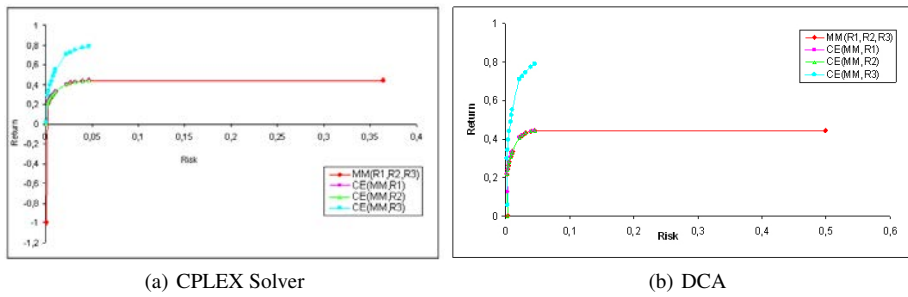 1
0,8
0,6
0,4
0,2
0
-0,2
-0,4
-0,6
-0,8
-1
-1,2
Return
0,05
0,1
0,15
0,2
0,25
0,3
0,35
0,4
Risk
MM(R1,R2,R3)
CE(MM,R1)
CE(MM,R2)
CE(MM,R3)
(a) CPLEX Solver
1
0,8
0,6
0,4
0,2
0
Return
0
0,1
0,2
0,3
0,4
0,5
0,6
Risk
MM(R1,R2,R3)
CE(MM,R1)
CE(MM,R2)
CE(MM,R3)
(b) DCA